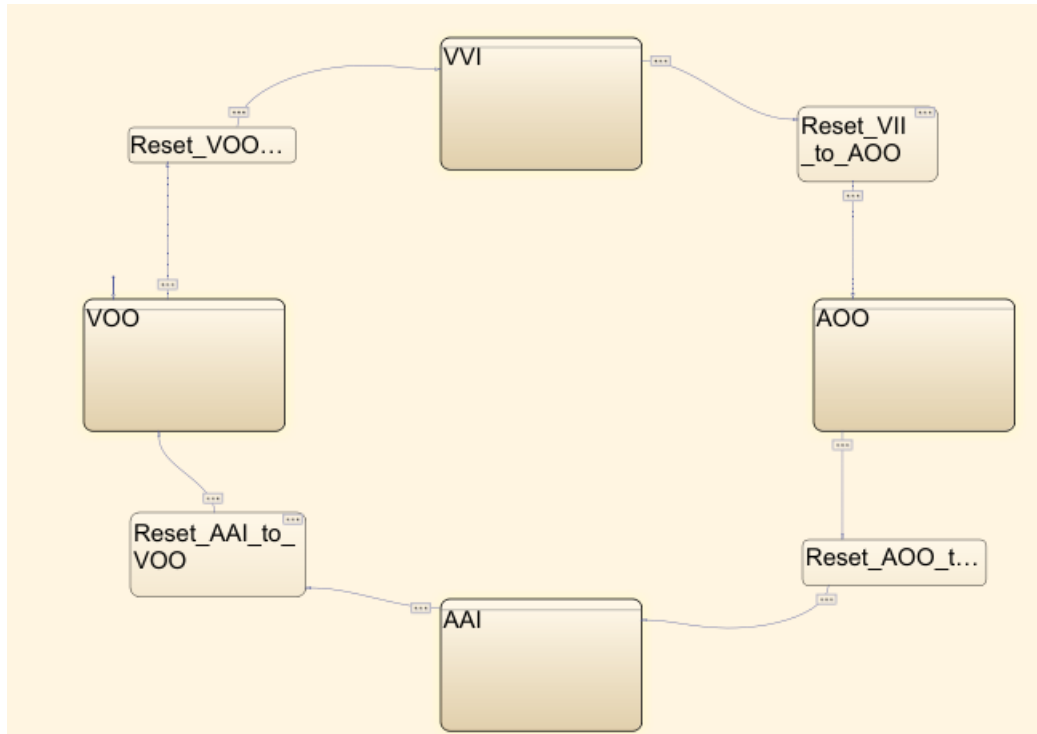 VVI
Reset_VII
_to_AOO
Reset_VOO…
VOO
AOO
Reset_AAI_to_
VOO
Reset_AOO_t…
AAI